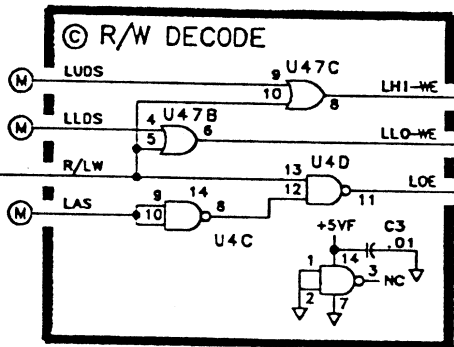 © R/W DECODE
M
LUDS
9
U47C
10
8
LHI-WE
M
LLDS
4
U47B
5
6
LLO-WE
R/LW
13
U4D
12
11
LOE
M
LAS
9
14
10
8
U4C
+5VF
C3
.01
14
1
3
NC
2
7